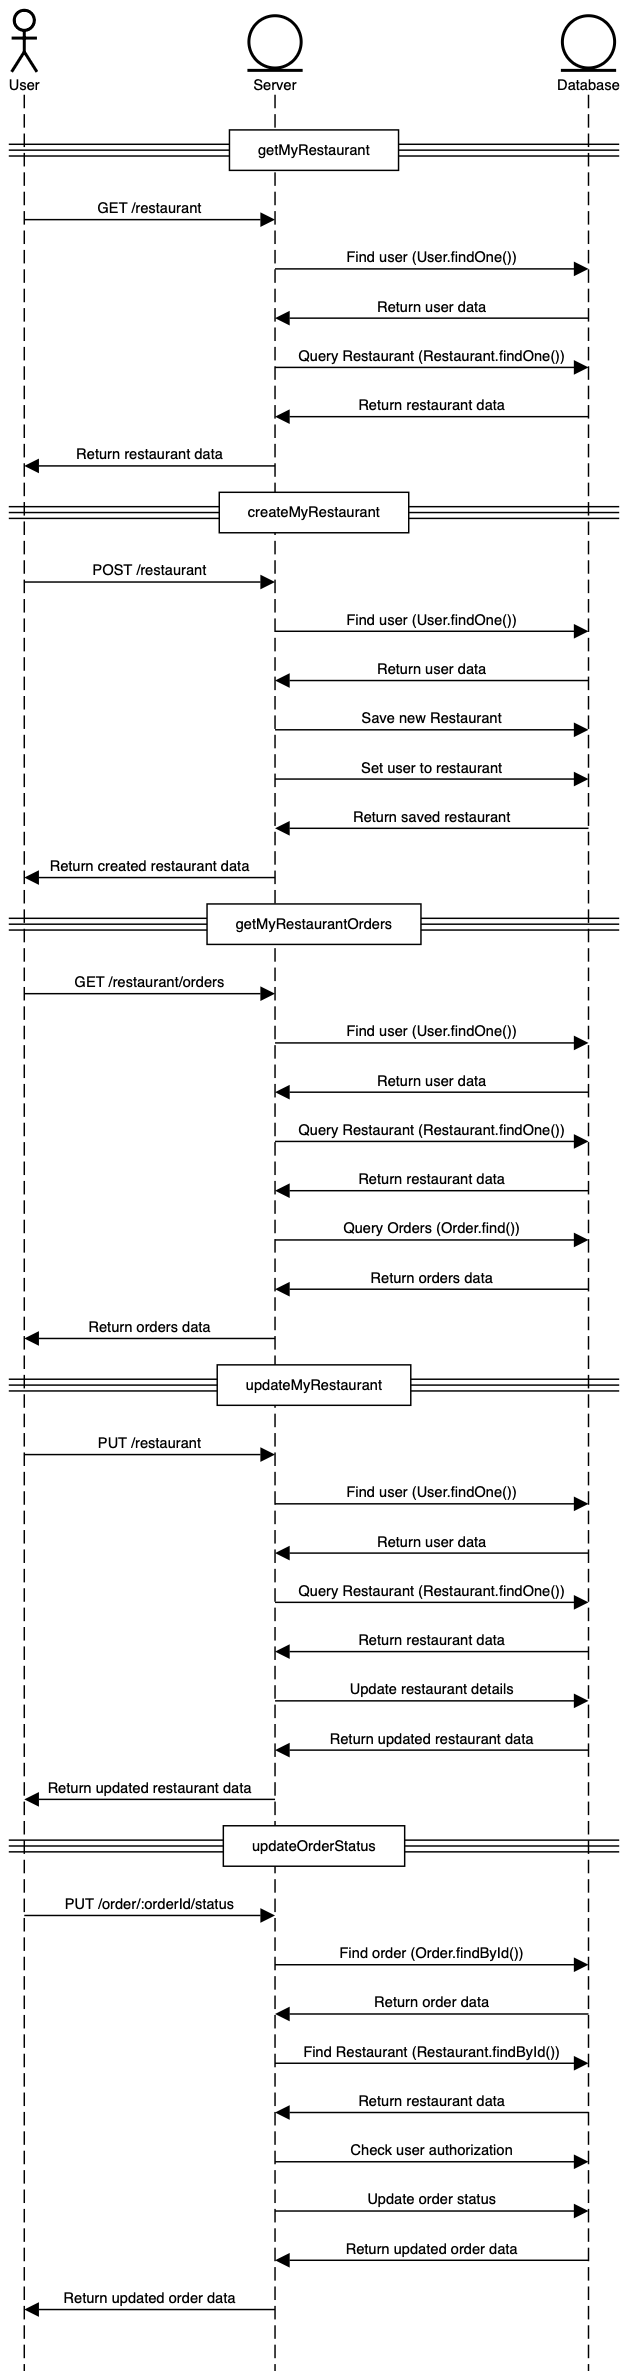 User
Server
Database
getMyRestaurant
GET /restaurant
Find user (User.findOne())
Return user data
Query Restaurant (Restaurant.findOne())
Return restaurant data
Return restaurant data
createMyRestaurant
POST /restaurant
Find user (User.findOne())
Return user data
Save new Restaurant
Set user to restaurant
Return saved restaurant
Return created restaurant data
getMyRestaurantOrders
GET /restaurant/orders
Find user (User.findOne())
Return user data
Query Restaurant (Restaurant.findOne())
Return restaurant data
Query Orders (Order.find())
Return orders data
Return orders data
updateMyRestaurant
PUT /restaurant
Find user (User.findOne())
Return user data
Query Restaurant (Restaurant.findOne())
Return restaurant data
Update restaurant details
Return updated restaurant data
Return updated restaurant data
updateOrderStatus
PUT /order/:orderId/status
Find order (Order.findById())
Return order data
Find Restaurant (Restaurant.findById())
Return restaurant data
Check user authorization
Update order status
Return updated order data
Return updated order data